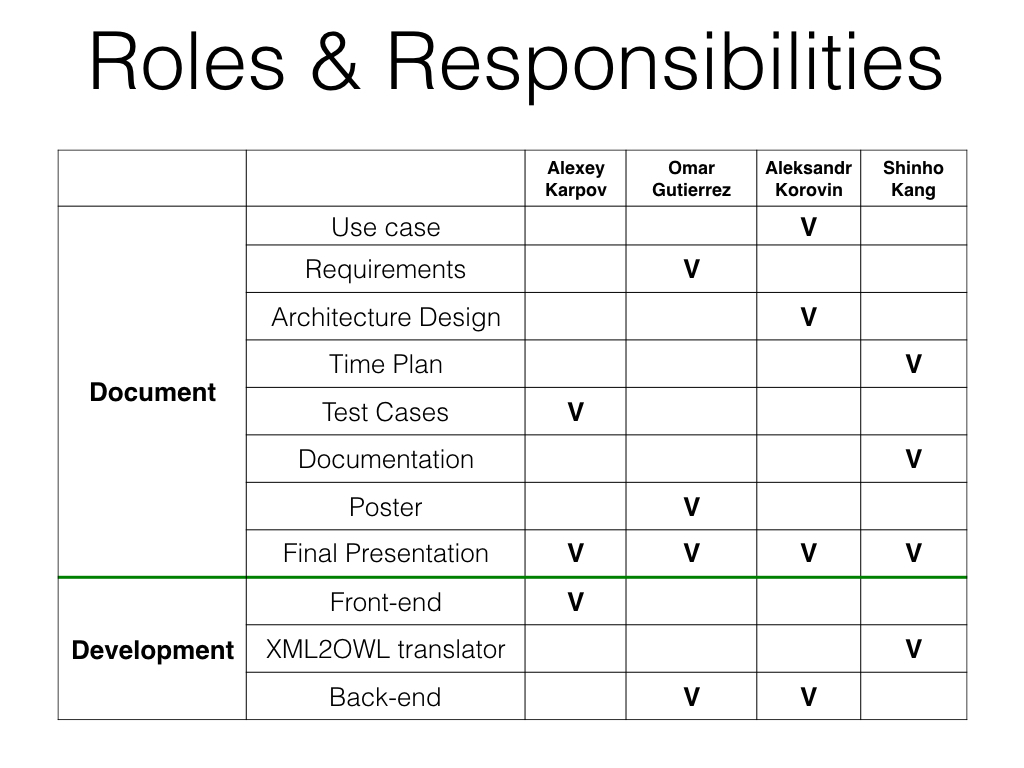 Roles & Responsibilities
Alexey Karpov Omar Gutierrez Aleksandr Korovin Shinho Kang
Document
Use case V
Requirements V
Architecture Design V
Time Plan V
Test Cases V
Documentation V
Poster V
Final Presentation V V V V
Development
Front-end V
XML2OWL translator V
Back-end V V